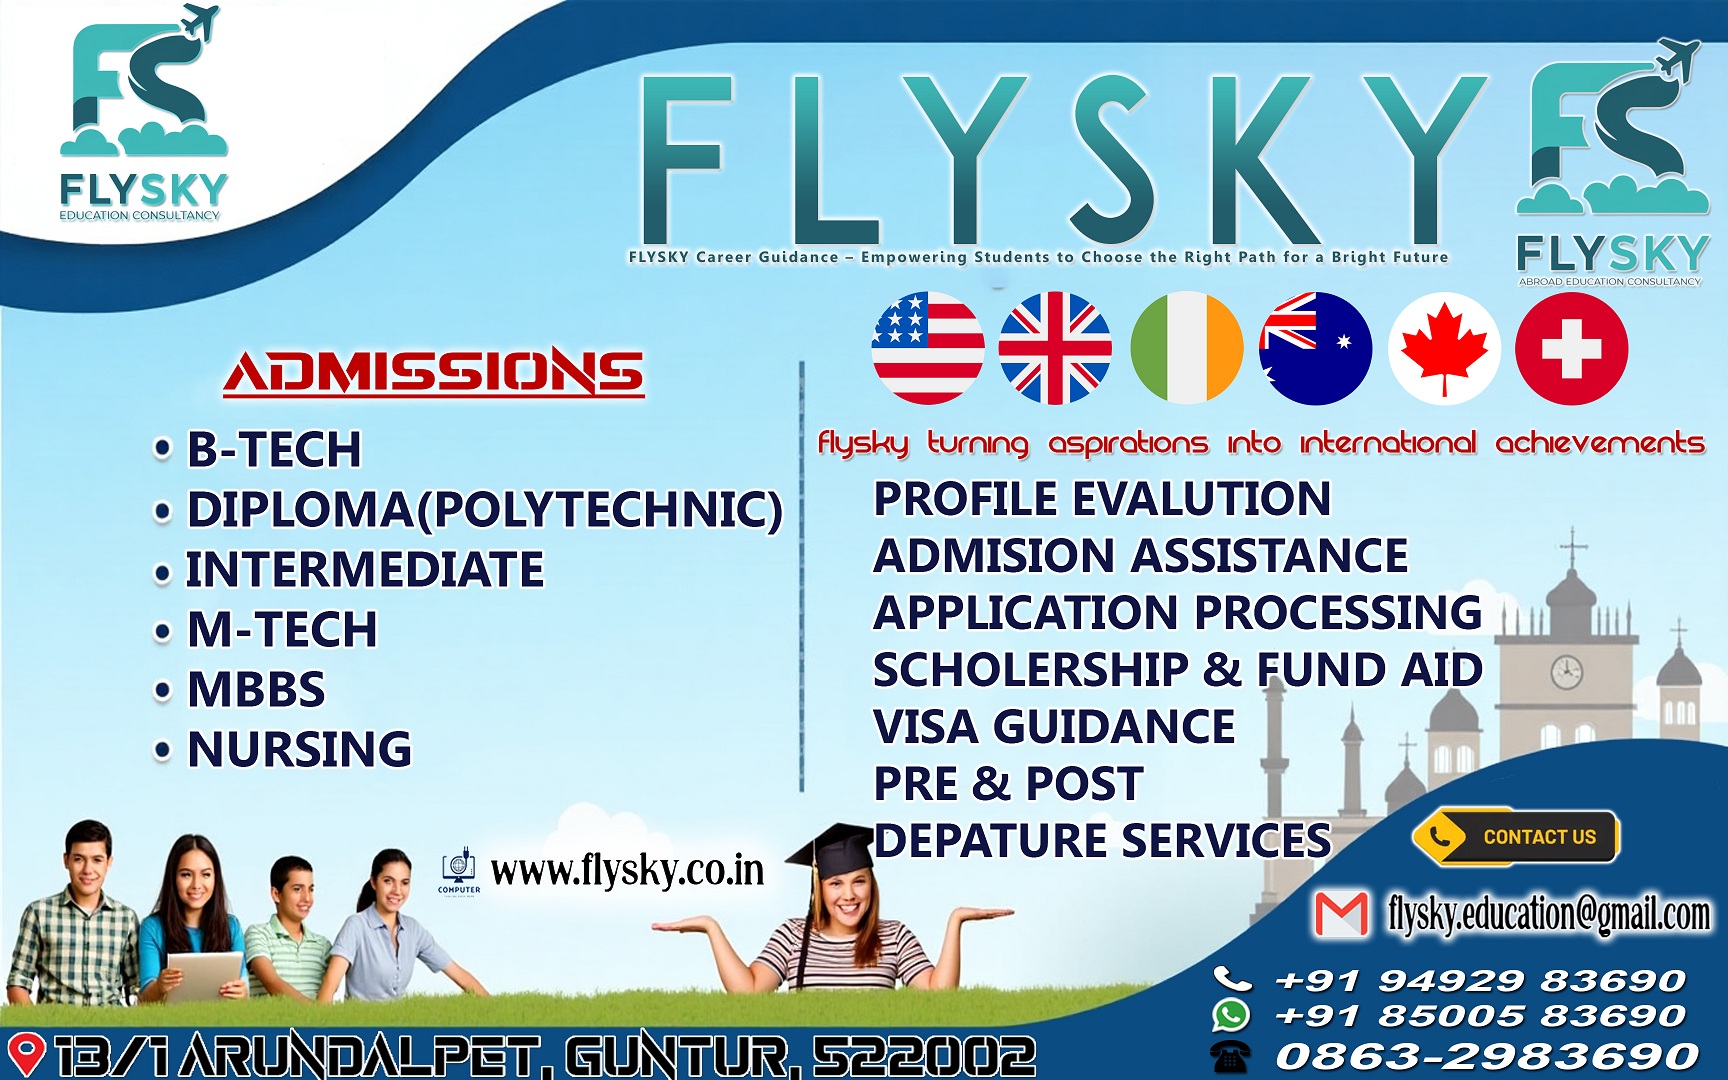 FLYSKY
EDUCATION CONSULTANCY
FLYSKY
FLYSKY Career Guidance – Empowering Students to Choose the Right Path for a Bright Future
FLYSKY
ABROAD EDUCATION CONSULTANCY
ADMISSIONS
• B-TECH
• DIPLOMA(POLYTECHNIC)
• INTERMEDIATE
• M-TECH
• MBBS
• NURSING
flysky turning aspirations into international achievements
PROFILE EVALUTION
ADMISION ASSISTANCE
APPLICATION PROCESSING
SCHOLERSHIP & FUND AID
VISA GUIDANCE
PRE & POST
DEPATURE SERVICES
COMPUTER
www.flysky.co.in
CONTACT US
flysky.education@gmail.com
+91 94929 83690
+91 85005 83690
0863-2983690
13/1 ARUNDALPET, GUNTUR, 522002